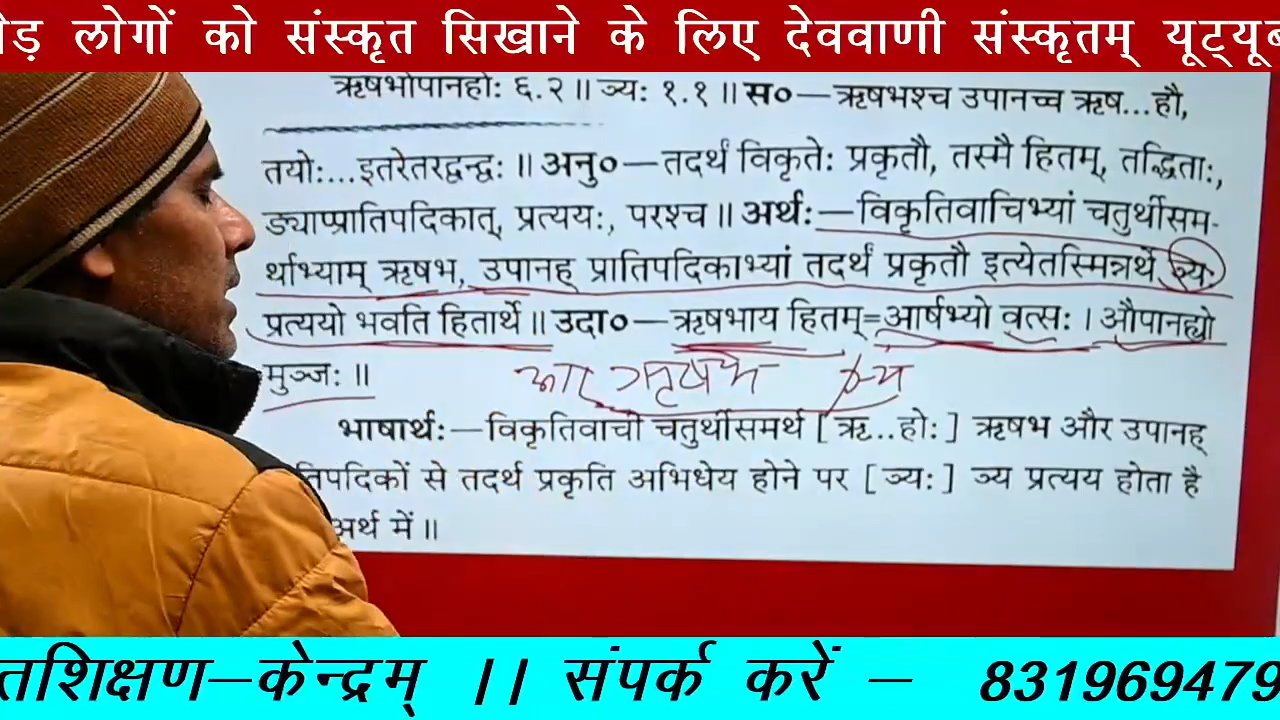 लोगों को संस्कृत सिखाने के लिए देववाणी संस्कृतम्
ऋषभोपानहोः ६.२ ॥ ञ्यः १.१ ॥ स०—ऋषभश्च उपानच्च ऋष...हौ,
तयोः...इतरेतरद्वन्द्वः ॥ अनु०—तदर्थं विकृतेः प्रकृतौ, तस्मै हितम्, तद्धिताः,
ङ्याप्प्रातिपदिकात्, प्रत्ययः, परश्च ॥ अर्थः—विकृतिवाचिभ्यां चतुर्थीसम-
र्थाभ्याम् ऋषभ, उपानह् प्रातिपदिकाभ्यां तदर्थं प्रकृतौ इत्येतस्मिन्नर्थे ञ्यः
प्रत्ययो भवति हितार्थे ॥ उदा०—ऋषभाय हितम्=आर्षभ्यो वत्सः । औपानह्यो
मुञ्जः ॥
आर् ऋषभ
भाषार्थः—विकृतिवाची चतुर्थीसमर्थ [ ऋ..होः ] ऋषभ और उपानह्
तिपदिकों से तदर्थ प्रकृति अभिधेय होने पर [ ञ्यः ] ञ्य प्रत्यय होता है
अर्थ में ॥
तशिक्षण–केन्द्रम् ।। संपर्क करें – 831969479